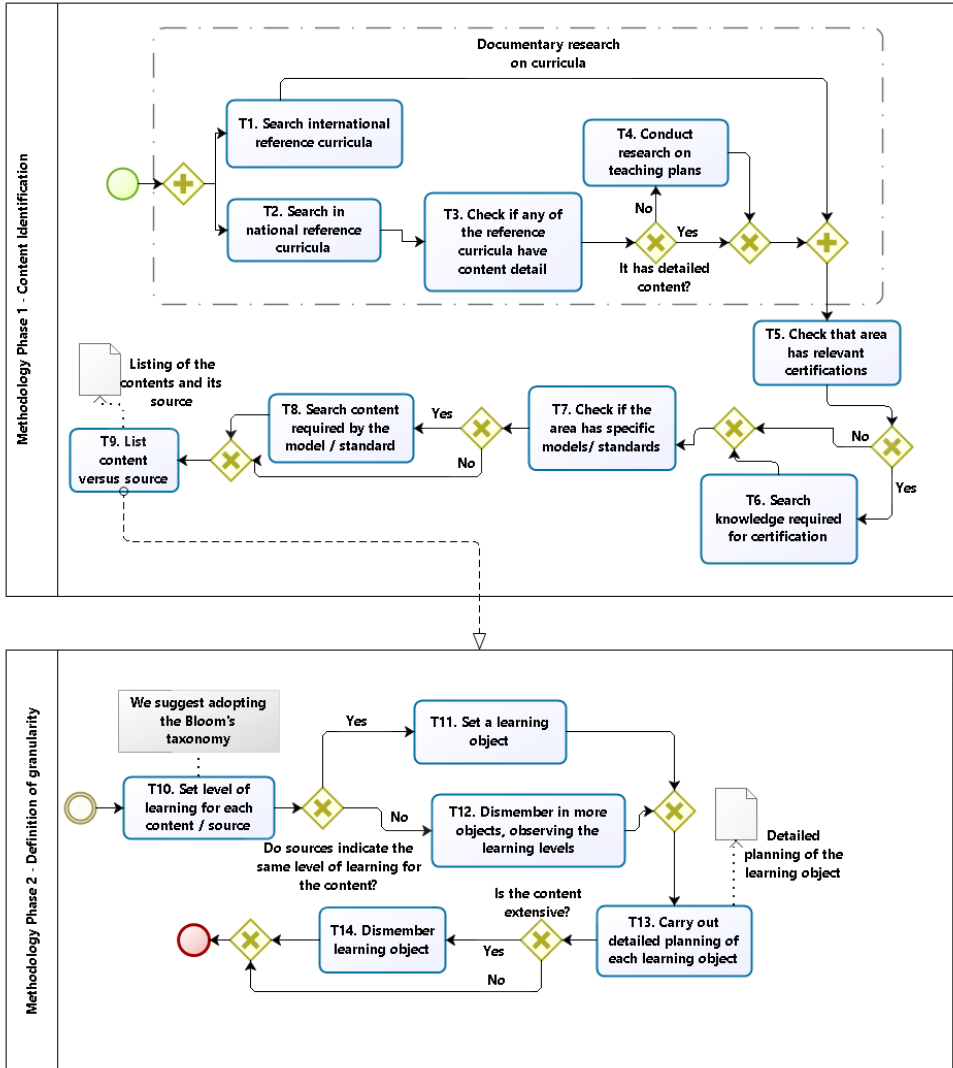 Methodology Phase 1 - Content Identification
Documentary research
on curricula
T1. Search international
reference curricula
T2. Search in
national reference
curricula
T3. Check if any of
the reference
curricula have
content detail
T4. Conduct
research on
teaching plans
No
Yes
It has detailed
content?
T5. Check that area
has relevant
certifications
No
Yes
T6. Search
knowledge required
for certification
T7. Check if the
area has specific
models/ standards
Yes
No
T8. Search content
required by the
model / standard
T9. List
content
versus source
Listing of the
contents and its
source
Methodology Phase 2 - Definition of granularity
We suggest adopting
the Bloom's
taxonomy
T10. Set level of
learning for each
content / source
Yes
No
Do sources indicate the
same level of learning for
the content?
T11. Set a learning
object
T12. Dismember in more
objects, observing the
learning levels
Detailed
planning of the
learning object
T13. Carry out
detailed planning of
each learning object
Is the content
extensive?
Yes
No
T14. Dismember
learning object